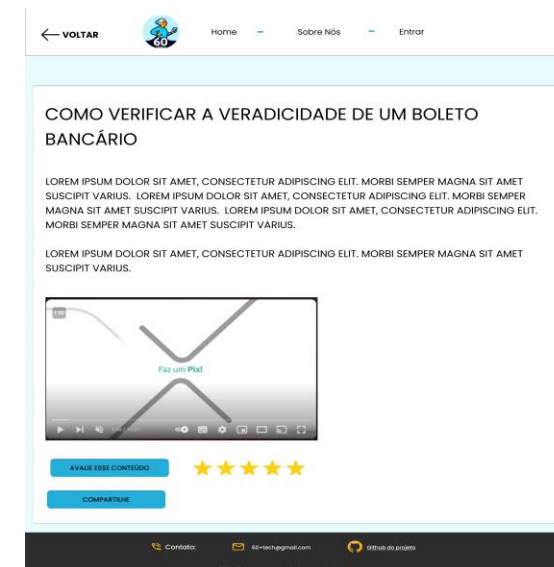 VOLTAR
60
Home
Sobre Nós
Entrar
COMO VERIFICAR A VERADICIDADE DE UM BOLETO
BANCÁRIO
LOREM IPSUM DOLOR SIT AMET, CONSECTETUR ADIPISCING ELIT. MORBI SEMPER MAGNA SIT AMET
SUSCIPIT VARIUS. LOREM IPSUM DOLOR SIT AMET, CONSECTETUR ADIPISCING ELIT. MORBI SEMPER
MAGNA SIT AMET SUSCIPIT VARIUS. LOREM IPSUM DOLOR SIT AMET, CONSECTETUR ADIPISCING ELIT.
MORBI SEMPER MAGNA SIT AMET SUSCIPIT VARIUS.
LOREM IPSUM DOLOR SIT AMET, CONSECTETUR ADIPISCING ELIT. MORBI SEMPER MAGNA SIT AMET
SUSCIPIT VARIUS.
Faz um Pix!
AVALIE ESSE CONTEÚDO
COMPARTILHE
Contato:
60+tech@gmail.com
Github do projeto